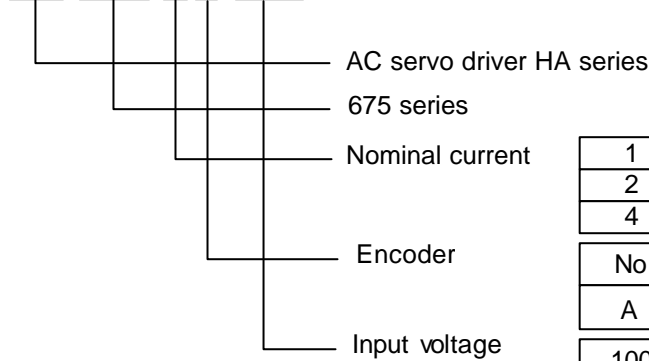 AC servo driver HA series
675 series
Nominal current 1
2
4
Encoder No
A
Input voltage 100